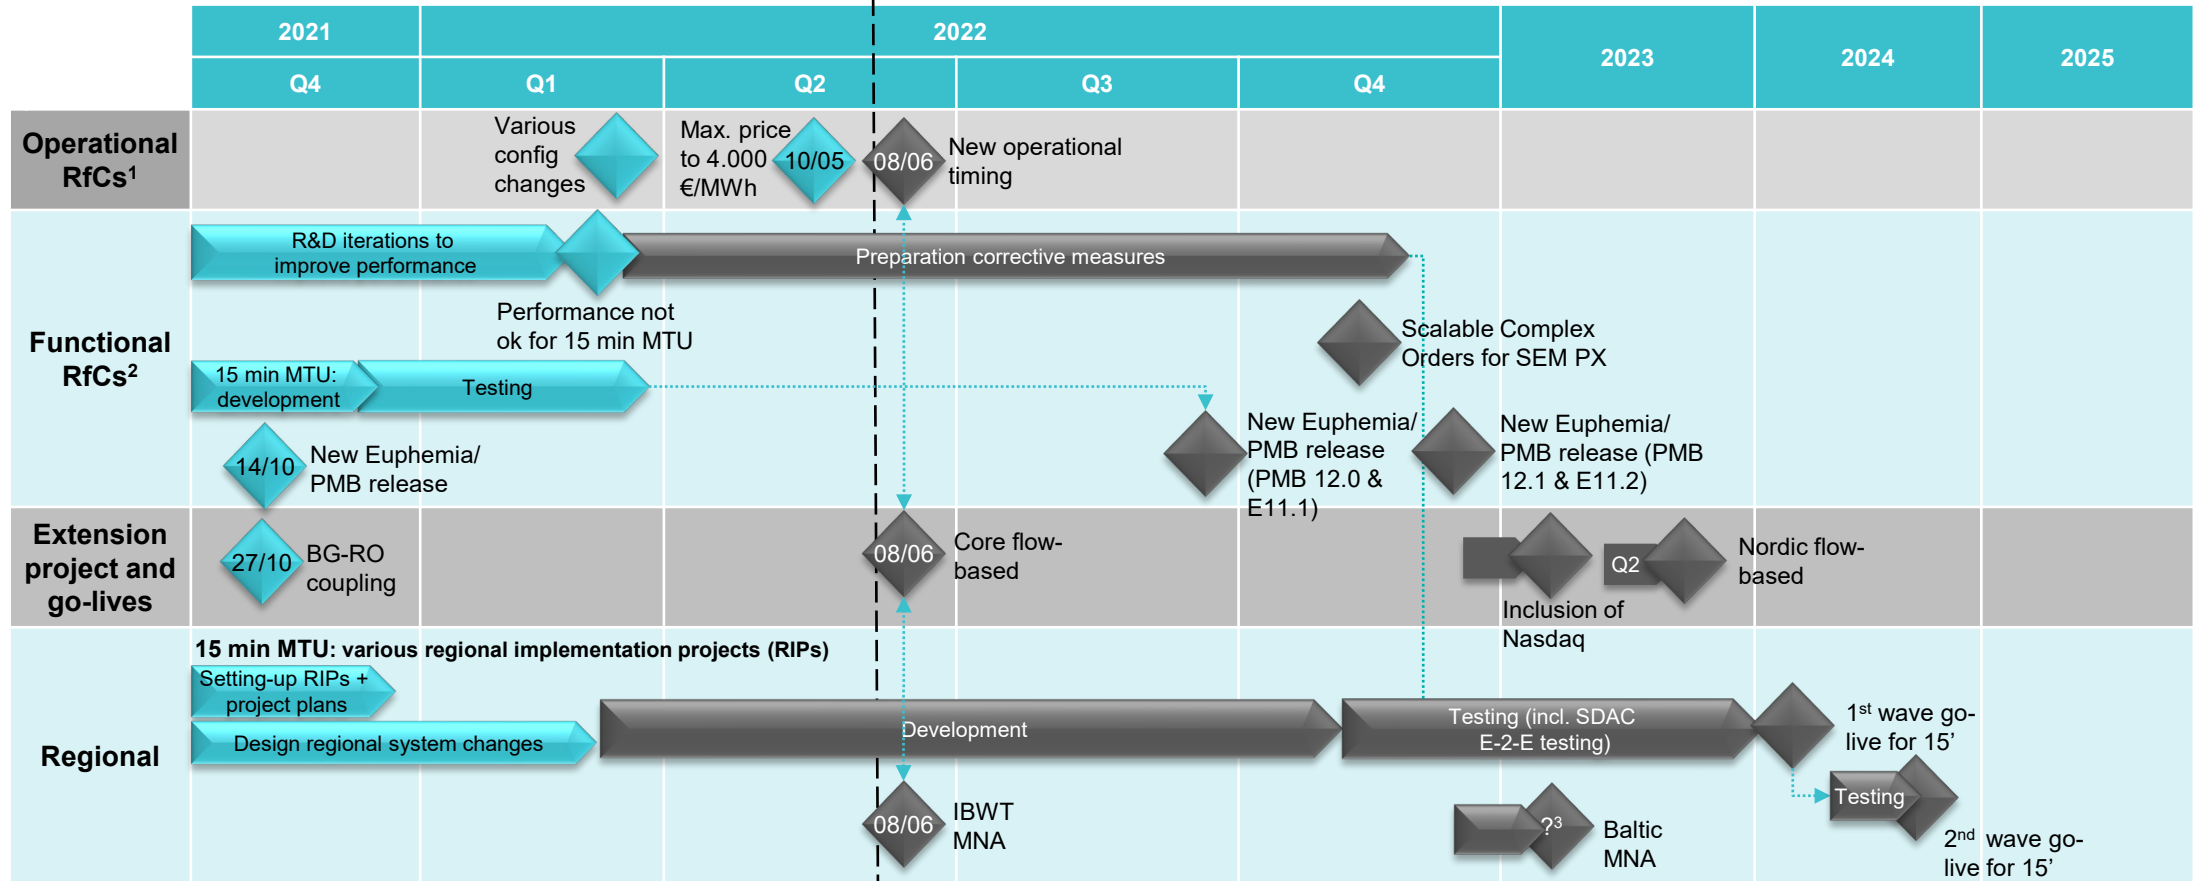 2021
2022
2023
2024
2025
Q4
Q1
Q2
Q3
Q4
Operational
RfCs1
Various
config
changes
Max. price
to 4.000
€/MWh
10/05
08/06
New operational
timing
Functional
RfCs2
R&D iterations to
improve performance
Preparation corrective measures
Performance not
ok for 15 min MTU
Scalable Complex
Orders for SEM PX
15 min MTU:
development
Testing
14/10
New Euphemia/
PMB release
New Euphemia/
PMB release
(PMB 12.0 &
E11.1)
New Euphemia/
PMB release (PMB
12.1 & E11.2)
Extension
project and
go-lives
27/10
BG-RO
coupling
08/06
Core flow-
based
Inclusion of
Nasdaq
Q2
Nordic flow-
based
Regional
15 min MTU: various regional implementation projects (RIPs)
Setting-up RIPs +
project plans
Design regional system changes
Development
Testing (incl. SDAC
E-2-E testing)
1st wave go-
live for 15’
Testing
2nd wave go-
live for 15’
08/06
IBWT
MNA
?3
Baltic
MNA